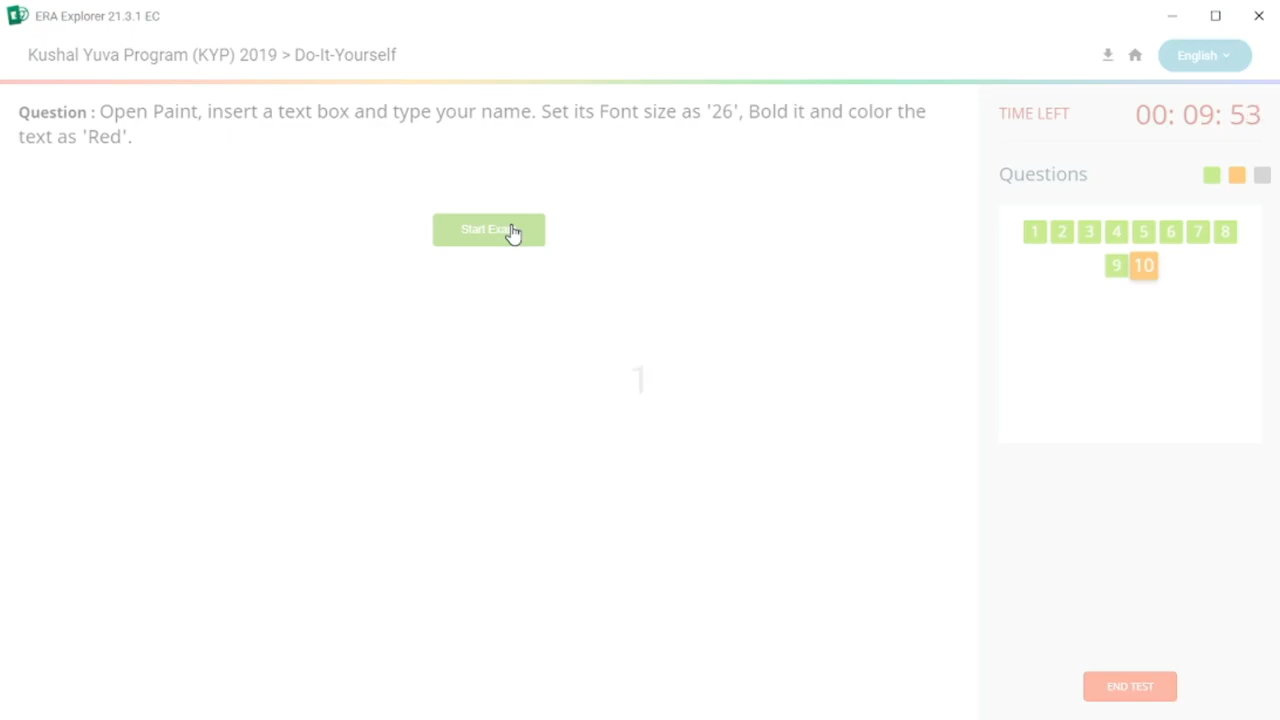 ERA Explorer 21.3.1 EC
Kushal Yuva Program (KYP) 2019 > Do-It-Yourself
English
Question : Open Paint, insert a text box and type your name. Set its Font size as '26', Bold it and color the
text as 'Red'.
TIME LEFT
00: 09: 53
Questions
Start
1 2 3 4 5 6 7 8
9 10
1
END TEST